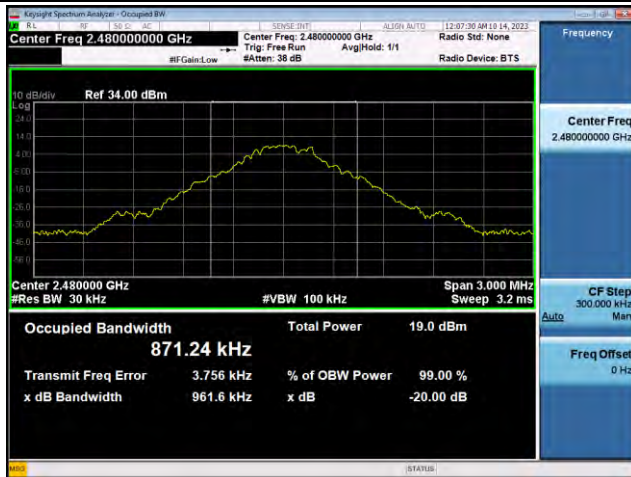 Keysight Spectrum Analyzer - Occupied BW
RL RF 50 Ω AC SENSE:INT ALIGN AUTO 12:07:30 AM 10 14, 2023
Center Freq 2.480000000 GHz
Center Freq: 2.480000000 GHz
Radio Std: None
Trig: Free Run Avg|Hold: 1/1
#IFGain:Low
#Atten: 38 dB
Radio Device: BTS
10 dB/div Ref 34.00 dBm
Log
24.0
14.0
4.00
-6.00
-16.0
-26.0
-36.0
-46.0
-56.0
Center 2.480000 GHz
Span 3.000 MHz
#Res BW 30 kHz
#VBW 100 kHz
Sweep 3.2 ms
Occupied Bandwidth
871.24 kHz
Total Power 19.0 dBm
Transmit Freq Error 3.756 kHz
% of OBW Power 99.00 %
x dB Bandwidth 961.6 kHz
x dB -20.00 dB
MSG
STATUS
Frequency
Center Freq
2.480000000 GHz
CF Step
300.000 kHz
Auto Man
Freq Offset
0 Hz